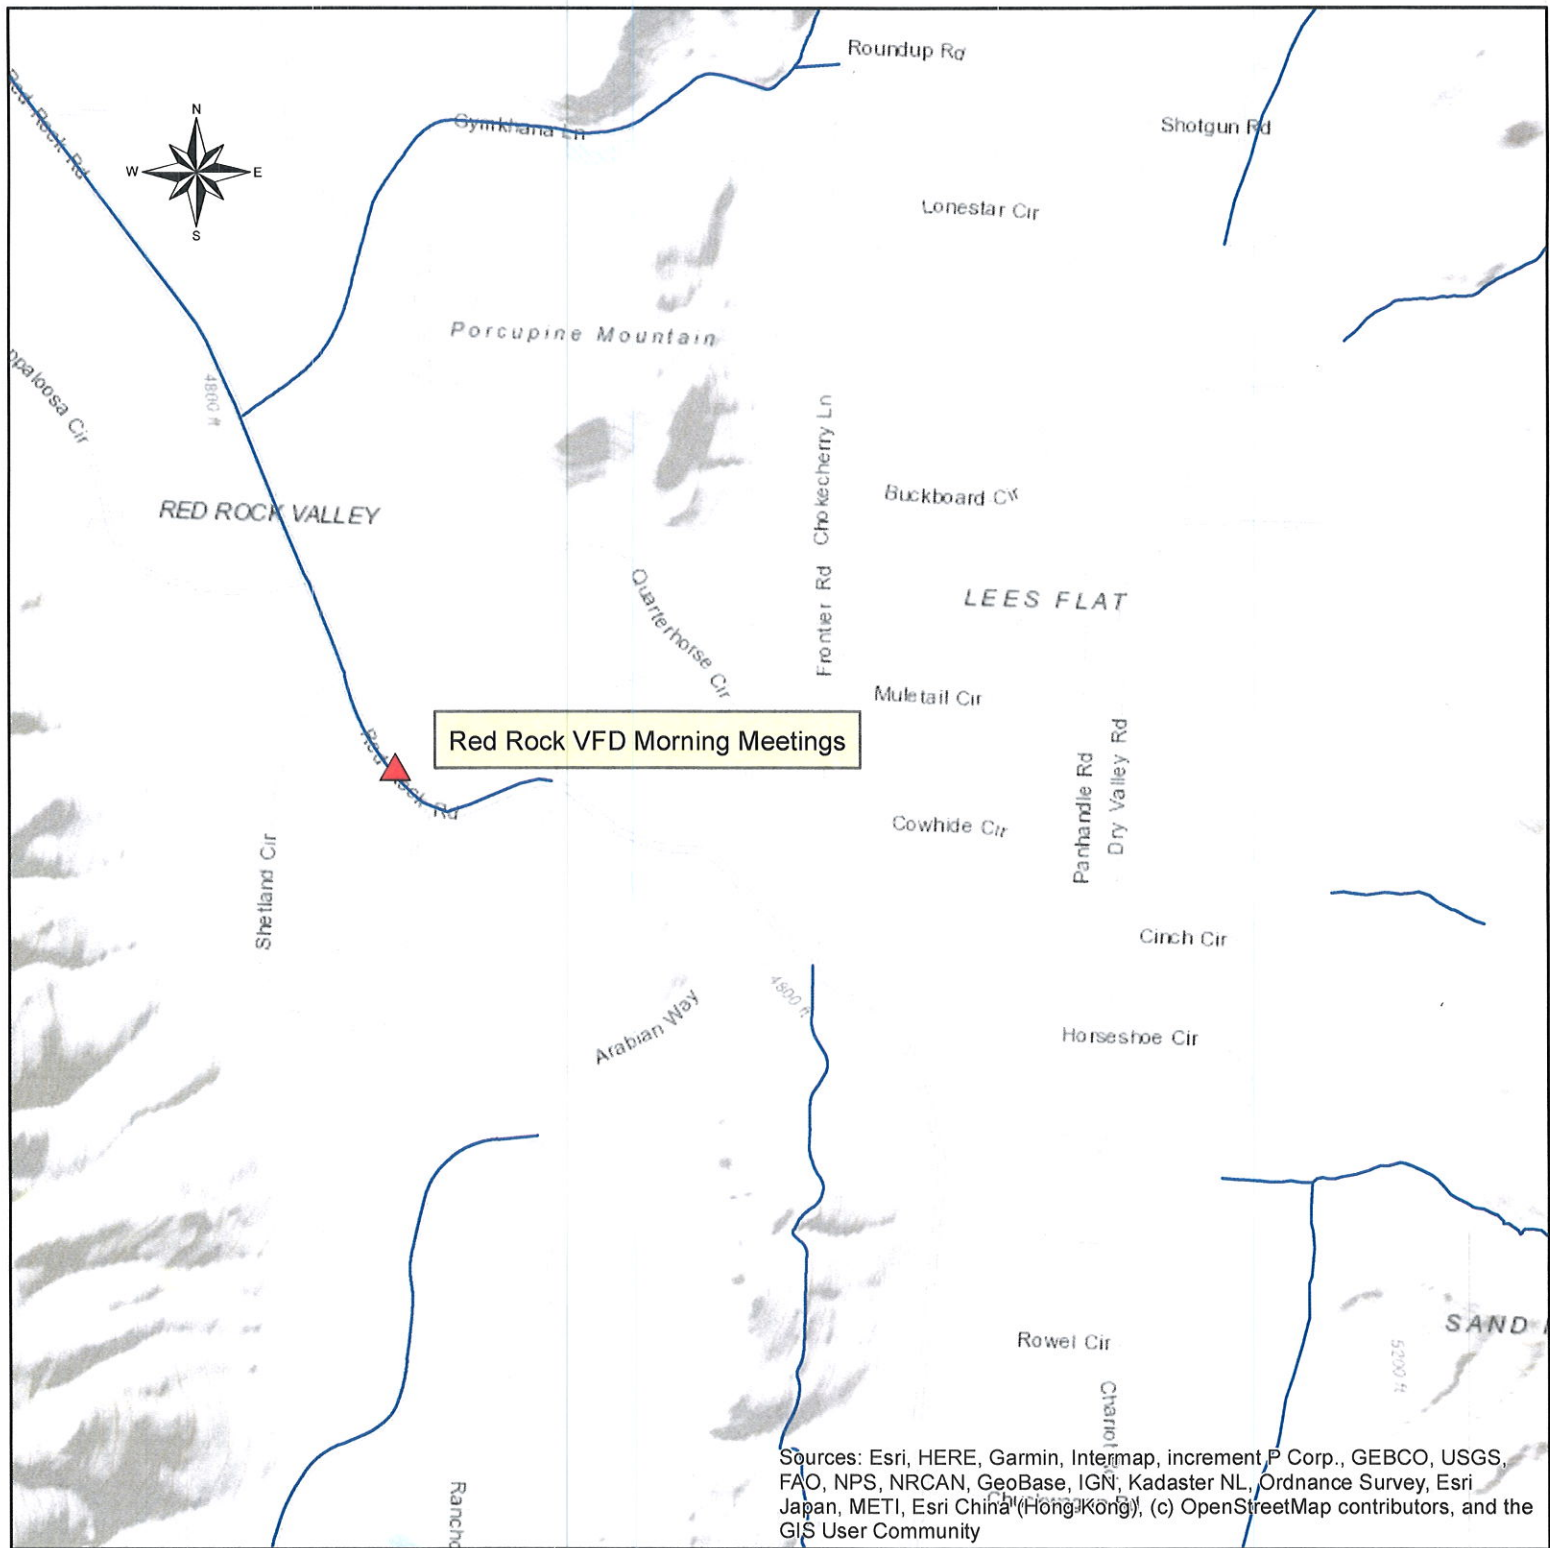 Roundup Rd
Red Rock Rd
N
Gymkhana Ln
Shotgun Rd
W
E
Lonestar Cir
S
Porcupine Mountain
ppaloosa Cir
4800 ft
Chokecherry Ln
Buckboard Cir
RED ROCK VALLEY
Frontier Rd
LEES FLAT
Quarterhorse Cir
Muletail Cir
Red Rock VFD Morning Meetings
Red Rock Rd
Panhandle Rd
Dry Valley Rd
Cowhide Cir
Shetland Cir
Cinch Cir
4800 ft
Arabian Way
Horseshoe Cir
SAND
Rowel Cir
5200 ft
Chariot
Rancho
Sources: Esri, HERE, Garmin, Intermap, increment P Corp., GEBCO, USGS,
FAO, NPS, NRCAN, GeoBase, IGN, Kadaster NL, Ordnance Survey, Esri
Japan, METI, Esri China (Hong Kong), (c) OpenStreetMap contributors, and the
GIS User Community